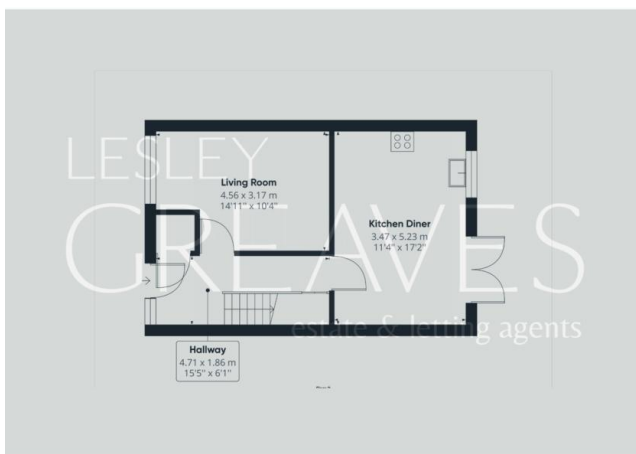 LESLEY
GREAVES
estate & letting agents
Living Room
4.56 x 3.17 m
14'11" x 10'4"
Kitchen Diner
3.47 x 5.23 m
11'4" x 17'2"
Hallway
4.71 x 1.86 m
15'5" x 6'1"